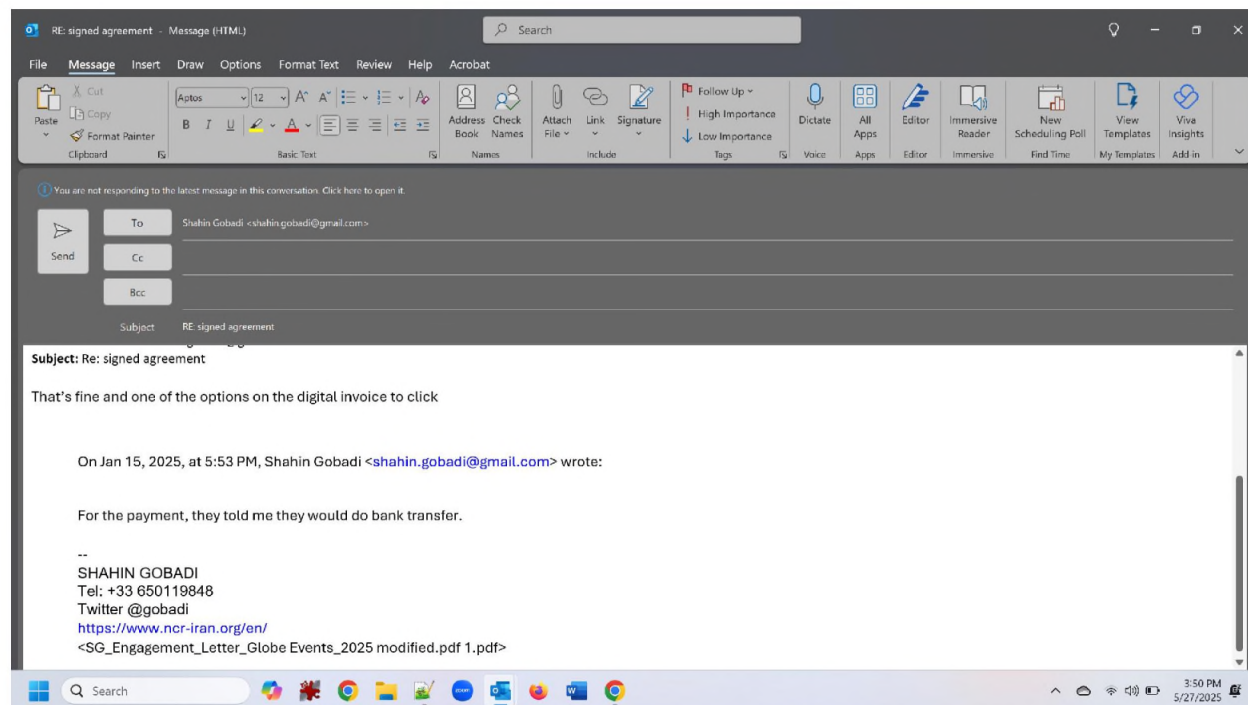 RE: signed agreement - Message (HTML)
Search
File Message Insert Draw Options Format Text Review Help Acrobat
Paste
Cut
Copy
Format Painter
Clipboard
Aptos 12
B I U
Basic Text
Address Book
Check Names
Names
Attach File
Link
Signature
Include
Follow Up
High Importance
Low Importance
Tags
Dictate
Voice
All Apps
Apps
Editor
Editor
Immersive Reader
Immersive
New Scheduling Poll
Find Time
View Templates
My Templates
Viva Insights
Add-in
You are not responding to the latest message in this conversation. Click here to open it.
Send
To Shahin Gobadi <shahin.gobadi@gmail.com>
Cc
Bcc
Subject RE: signed agreement
Subject: Re: signed agreement
That's fine and one of the options on the digital invoice to click
On Jan 15, 2025, at 5:53 PM, Shahin Gobadi <shahin.gobadi@gmail.com> wrote:
For the payment, they told me they would do bank transfer.
--
SHAHIN GOBADI
Tel: +33 650119848
Twitter @gobadi
https://www.ncr-iran.org/en/
<SG_Engagement_Letter_Globe Events_2025 modified.pdf 1.pdf>
Search
zoom
3:50 PM
5/27/2025